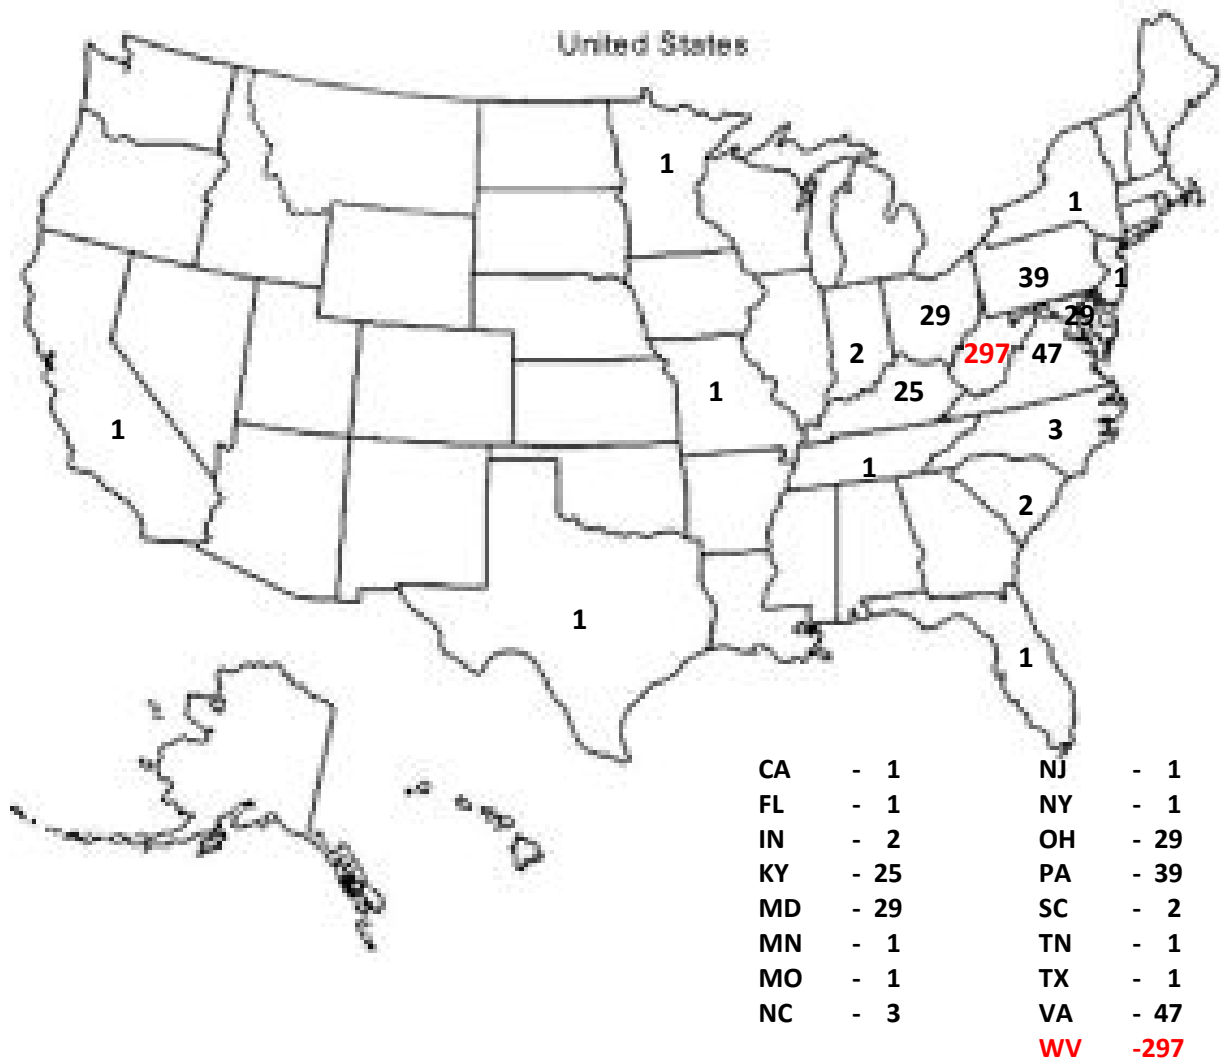 United States
1
1
39
1
29
29
297
47
2
25
1
1
3
1
2
1
1
CA - 1
FL - 1
IN - 2
KY - 25
MD - 29
MN - 1
MO - 1
NC - 3
NJ - 1
NY - 1
OH - 29
PA - 39
SC - 2
TN - 1
TX - 1
VA - 47
WV -297